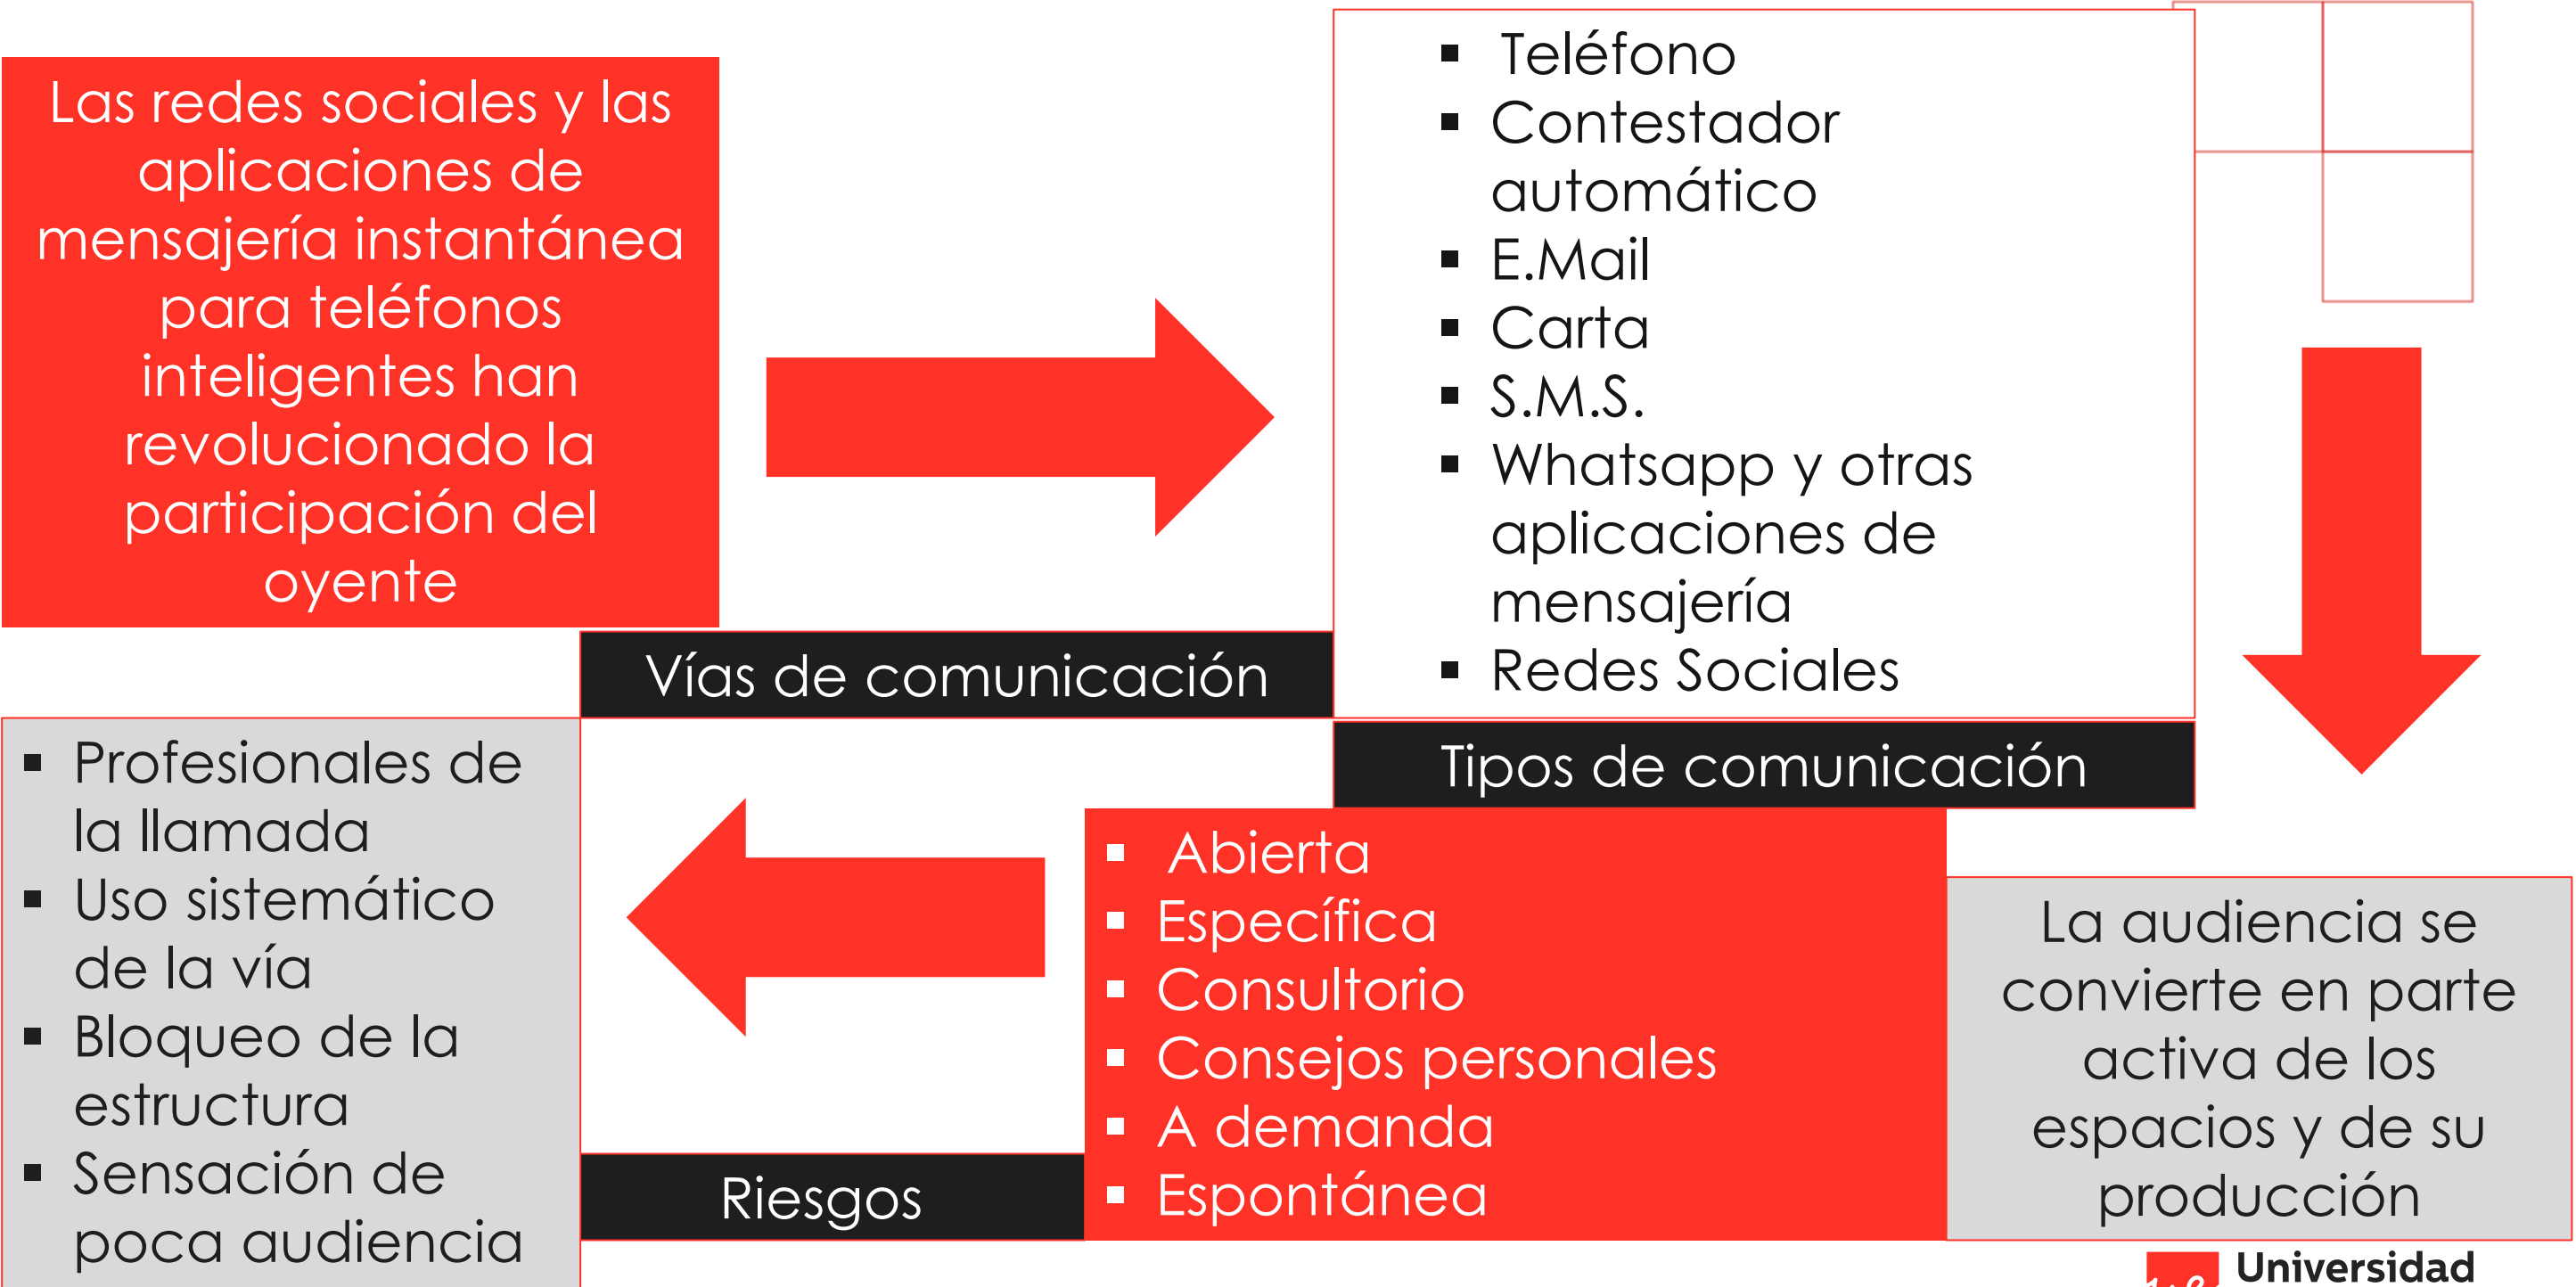 Las redes sociales y las
aplicaciones de
mensajería instantánea
para teléfonos
inteligentes han
revolucionado la
participación del
oyente
Vías de comunicación
▪ Teléfono
▪ Contestador
automático
▪ E.Mail
▪ Carta
▪ S.M.S.
▪ Whatsapp y otras
aplicaciones de
mensajería
▪ Redes Sociales
Tipos de comunicación
▪ Abierta
▪ Específica
▪ Consultorio
▪ Consejos personales
▪ A demanda
▪ Espontánea
La audiencia se
convierte en parte
activa de los
espacios y de su
producción
Riesgos
▪ Profesionales de
la llamada
▪ Uso sistemático
de la vía
▪ Bloqueo de la
estructura
▪ Sensación de
poca audiencia
Universidad